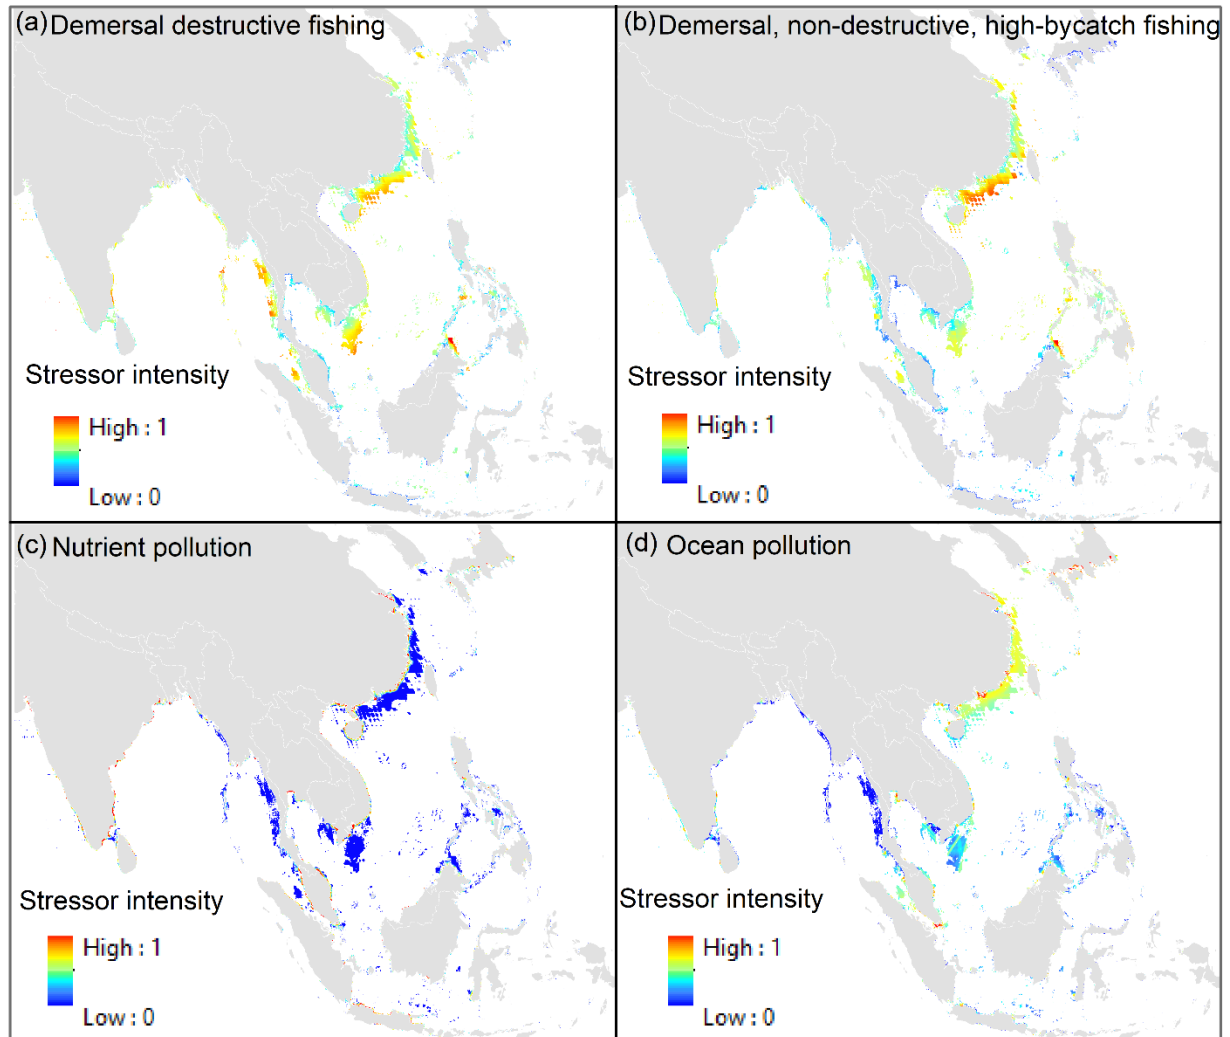 (a) Demersal destructive fishing
Stressor intensity
High : 1
Low : 0
(b) Demersal, non-destructive, high-bycatch fishing
Stressor intensity
High : 1
Low : 0
(c) Nutrient pollution
Stressor intensity
High : 1
Low : 0
(d) Ocean pollution
Stressor intensity
High : 1
Low : 0